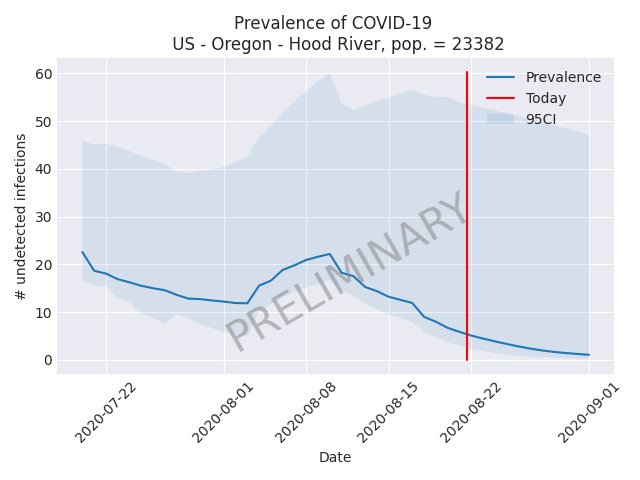 Prevalence of COVID-19
US - Oregon - Hood River, pop. = 23382
60
50
40
30
20
10
0
# undetected infections
Prevalence
Today
95CI
PRELIMINARY
2020-07-22
2020-08-01
2020-08-08
2020-08-15
2020-08-22
2020-09-01
Date